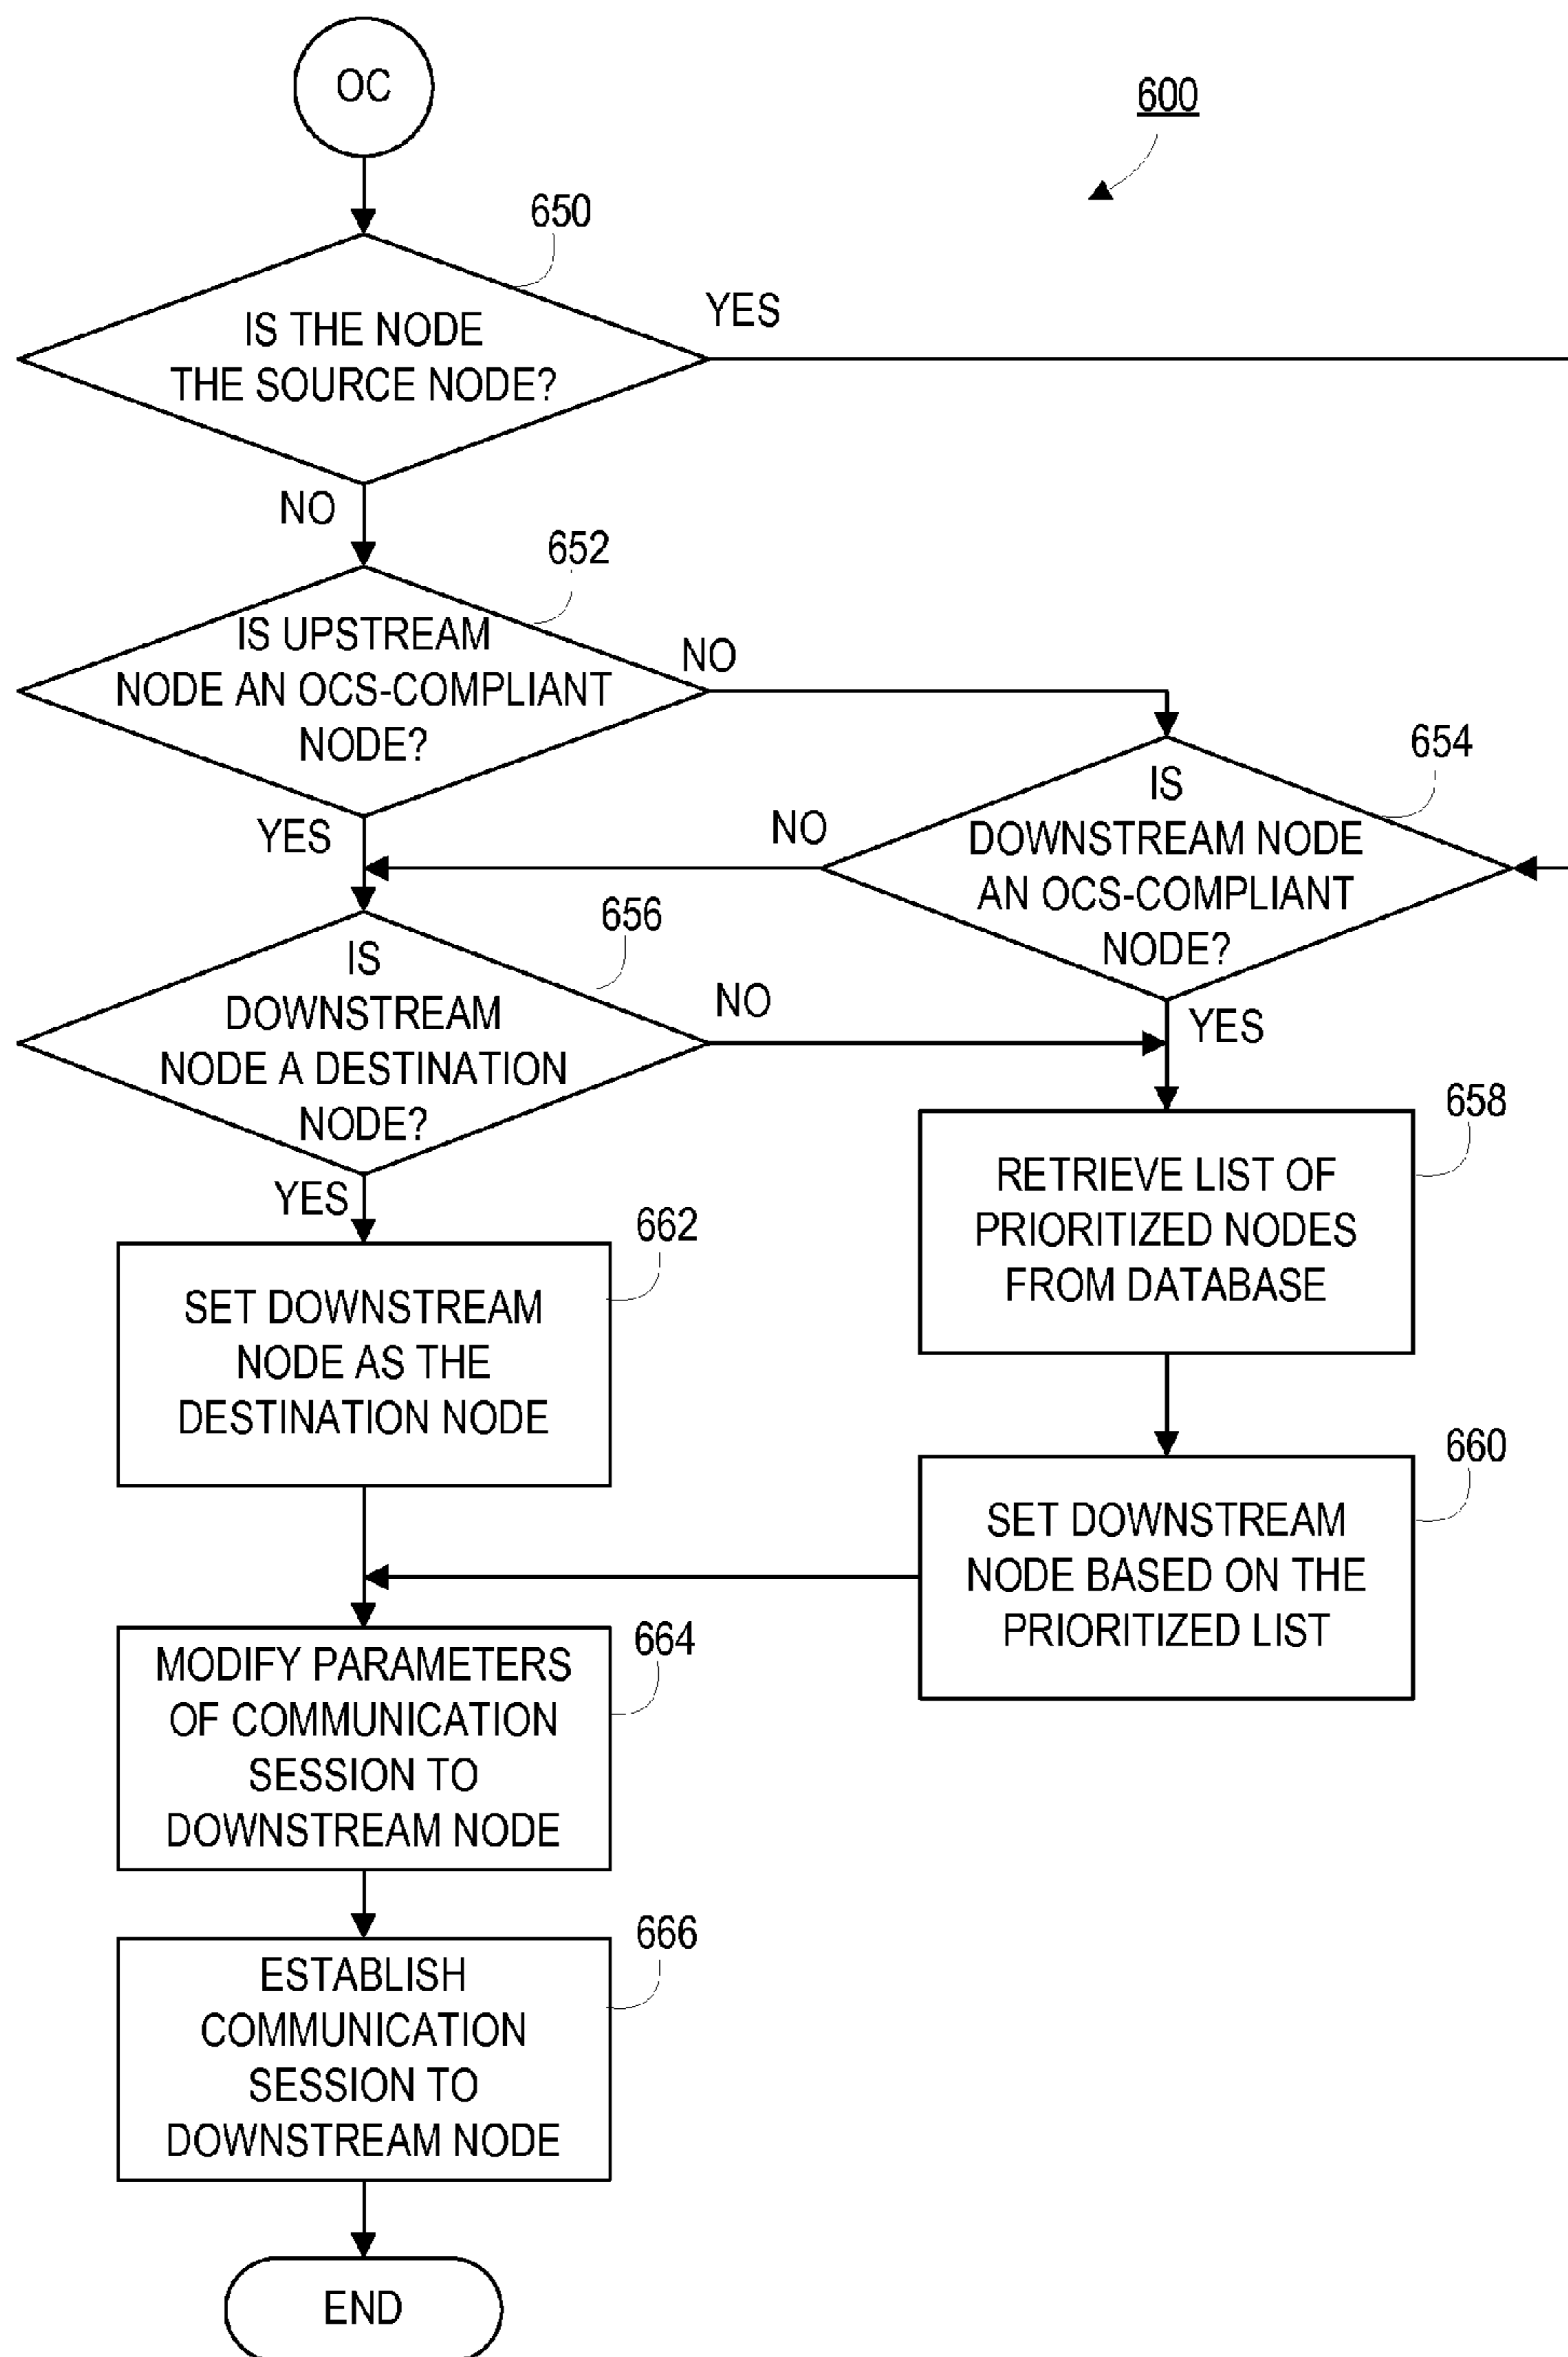 OC
600
650
IS THE NODE
THE SOURCE NODE?
YES
NO
652
IS UPSTREAM
NODE AN OCS-COMPLIANT
NODE?
NO
YES
654
IS
DOWNSTREAM NODE
AN OCS-COMPLIANT
NODE?
NO
YES
656
IS
DOWNSTREAM
NODE A DESTINATION
NODE?
NO
YES
658
RETRIEVE LIST OF
PRIORITIZED NODES
FROM DATABASE
662
SET DOWNSTREAM
NODE AS THE
DESTINATION NODE
660
SET DOWNSTREAM
NODE BASED ON THE
PRIORITIZED LIST
664
MODIFY PARAMETERS
OF COMMUNICATION
SESSION TO
DOWNSTREAM NODE
666
ESTABLISH
COMMUNICATION
SESSION TO
DOWNSTREAM NODE
END